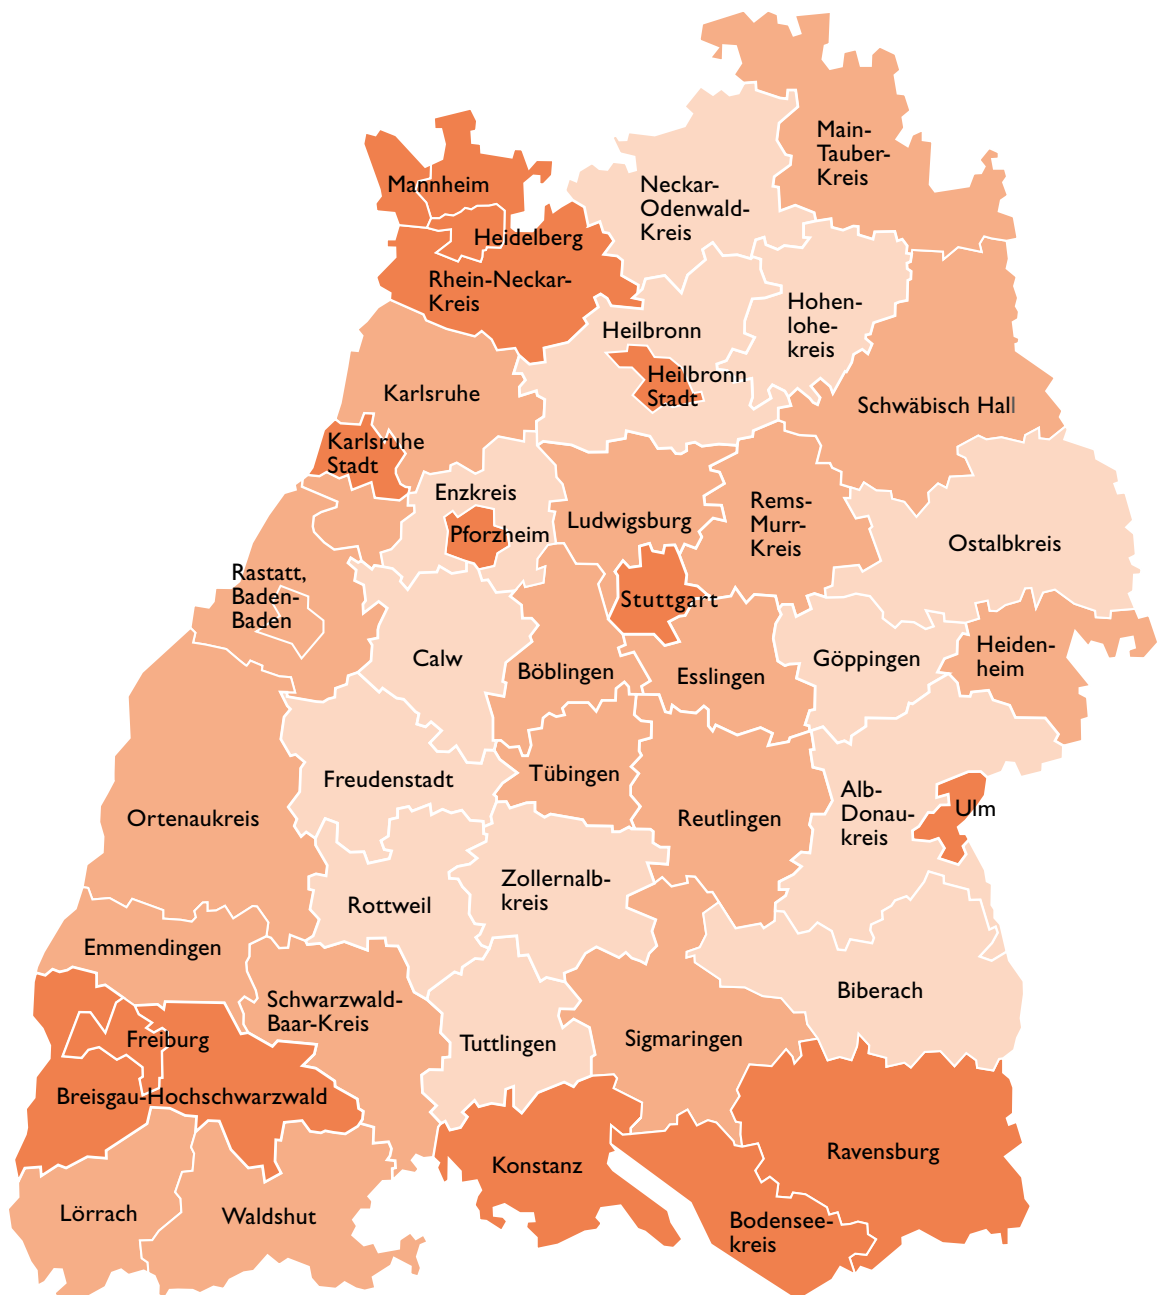 Main-
Tauber-
Kreis
Mannheim
Neckar-
Odenwald-
Kreis
Heidelberg
Rhein-Neckar-
Kreis
Hohen-
lohe-
kreis
Heilbronn
Heilbronn
Stadt
Karlsruhe
Schwäbisch Hall
Karlsruhe
Stadt
Enzkreis
Pforzheim
Ludwigsburg
Rems-
Murr-
Kreis
Ostalbkreis
Rastatt,
Baden-
Baden
Stuttgart
Calw
Böblingen
Esslingen
Göppingen
Heiden-
heim
Freudenstadt
Tübingen
Ortenaukreis
Reutlingen
Alb-
Donau-
kreis
Ulm
Rottweil
Zollernalb-
kreis
Emmendingen
Schwarzwald-
Baar-Kreis
Biberach
Freiburg
Tuttlingen
Sigmaringen
Breisgau-Hochschwarzwald
Konstanz
Ravensburg
Lörrach
Waldshut
Bodensee-
kreis